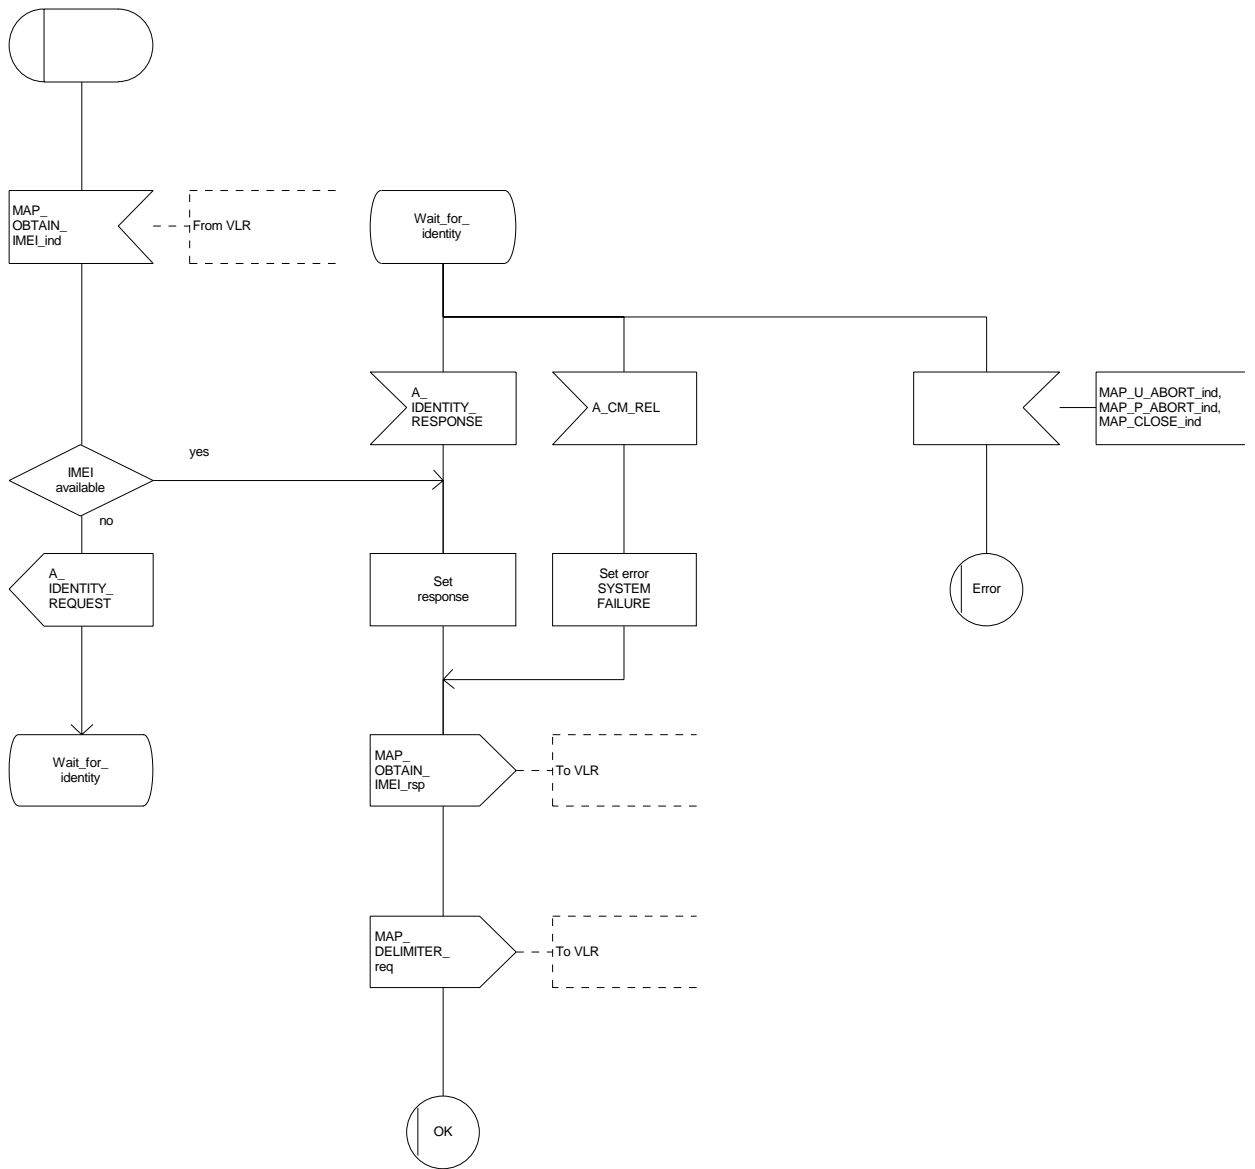 MAP_
OBTAIN_
IMEI_ind
From VLR
Wait_for_
identity
A_
IDENTITY_
RESPONSE
A_CM_REL
MAP_U_ABORT_ind,
MAP_P_ABORT_ind,
MAP_CLOSE_ind
IMEI
available
yes
no
A_
IDENTITY_
REQUEST
Set
response
Set error
SYSTEM
FAILURE
Error
Wait_for_
identity
MAP_
OBTAIN_
IMEI_rsp
To VLR
MAP_
DELIMITER_
req
To VLR
OK